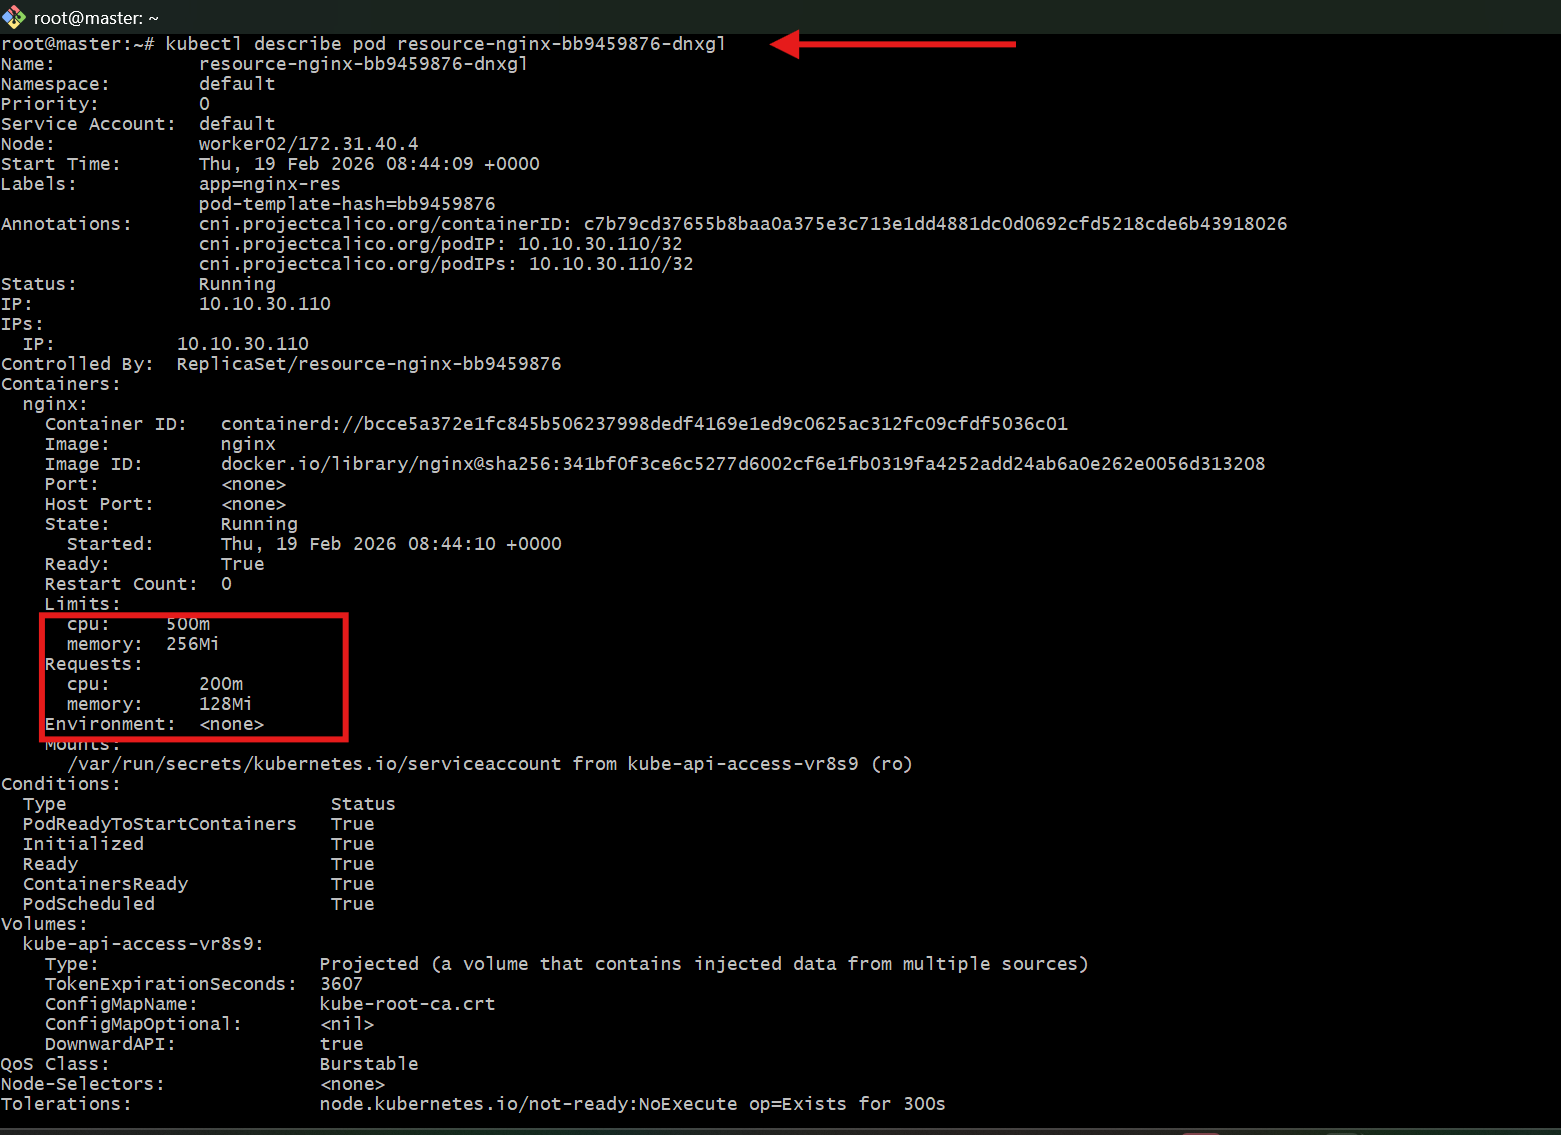 root@master: ~
root@master:~# kubectl describe pod resource-nginx-bb9459876-dnxgl
Name:             resource-nginx-bb9459876-dnxgl
Namespace:        default
Priority:         0
Service Account:  default
Node:             worker02/172.31.40.4
Start Time:       Thu, 19 Feb 2026 08:44:09 +0000
Labels:           app=nginx-res
                  pod-template-hash=bb9459876
Annotations:      cni.projectcalico.org/containerID: c7b79cd37655b8baa0a375e3c713e1dd4881dc0d0692cfd5218cde6b43918026
                  cni.projectcalico.org/podIP: 10.10.30.110/32
                  cni.projectcalico.org/podIPs: 10.10.30.110/32
Status:           Running
IP:               10.10.30.110
IPs:
  IP:           10.10.30.110
Controlled By:  ReplicaSet/resource-nginx-bb9459876
Containers:
  nginx:
    Container ID:   containerd://bcce5a372e1fc845b506237998dedf4169e1ed9c0625ac312fc09cfdf5036c01
    Image:          nginx
    Image ID:       docker.io/library/nginx@sha256:341bf0f3ce6c5277d6002cf6e1fb0319fa4252add24ab6a0e262e0056d313208
    Port:           <none>
    Host Port:      <none>
    State:          Running
      Started:      Thu, 19 Feb 2026 08:44:10 +0000
    Ready:          True
    Restart Count:  0
    Limits:
      cpu:     500m
      memory:  256Mi
    Requests:
      cpu:        200m
      memory:     128Mi
    Environment:  <none>
    Mounts:
      /var/run/secrets/kubernetes.io/serviceaccount from kube-api-access-vr8s9 (ro)
Conditions:
  Type                        Status
  PodReadyToStartContainers   True
  Initialized                 True
  Ready                       True
  ContainersReady             True
  PodScheduled                True
Volumes:
  kube-api-access-vr8s9:
    Type:                    Projected (a volume that contains injected data from multiple sources)
    TokenExpirationSeconds:  3607
    ConfigMapName:           kube-root-ca.crt
    ConfigMapOptional:       <nil>
    DownwardAPI:             true
QoS Class:                   Burstable
Node-Selectors:              <none>
Tolerations:                 node.kubernetes.io/not-ready:NoExecute op=Exists for 300s